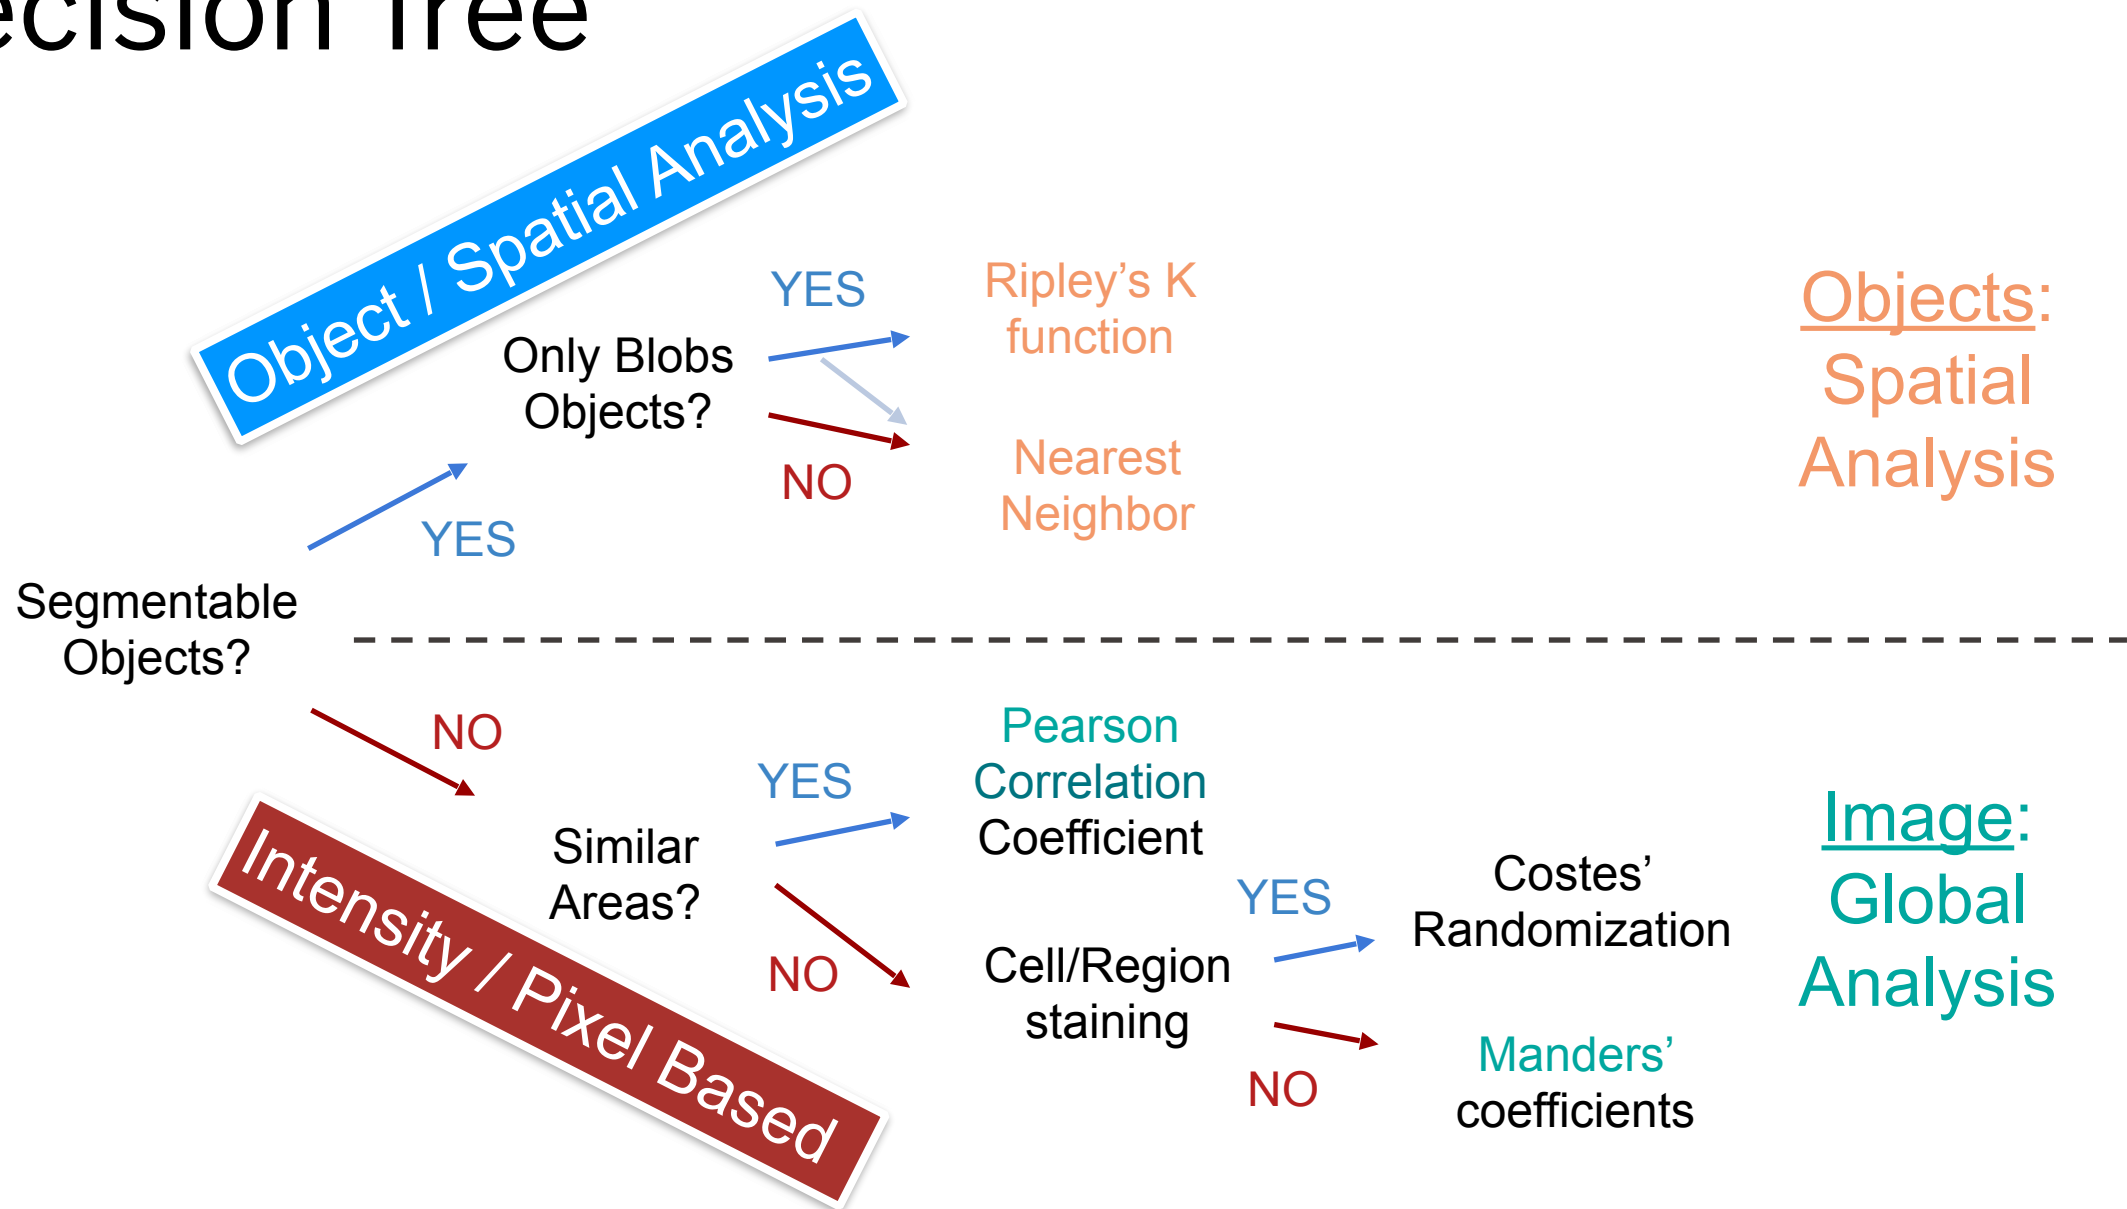 ecision Tree
Object / Spatial Analysis
YES
Ripley's K
function
Only Blobs
Objects?
NO
Nearest
Neighbor
Objects:
Spatial
Analysis
YES
Segmentable
Objects?
NO
Intensity / Pixel Based
Similar
Areas?
YES
Pearson
Correlation
Coefficient
NO
Cell/Region
staining
YES
Costes’
Randomization
NO
Manders’
coefficients
Image:
Global
Analysis